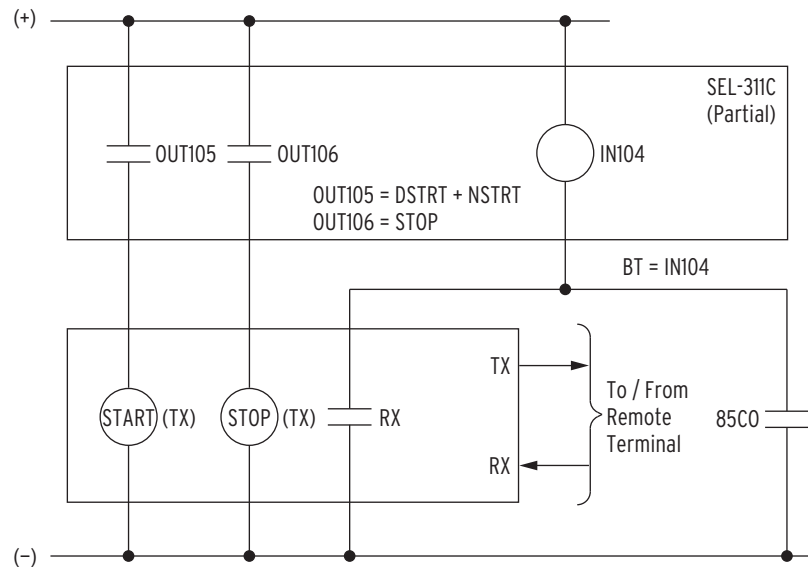 (+)
SEL-311C
(Partial)
OUT105
OUT106
IN104
OUT105 = DSTRT + NSTRT
OUT106 = STOP
BT = IN104
TX
START (TX)
STOP (TX)
RX
To / From
Remote
Terminal
85CO
RX
(–)